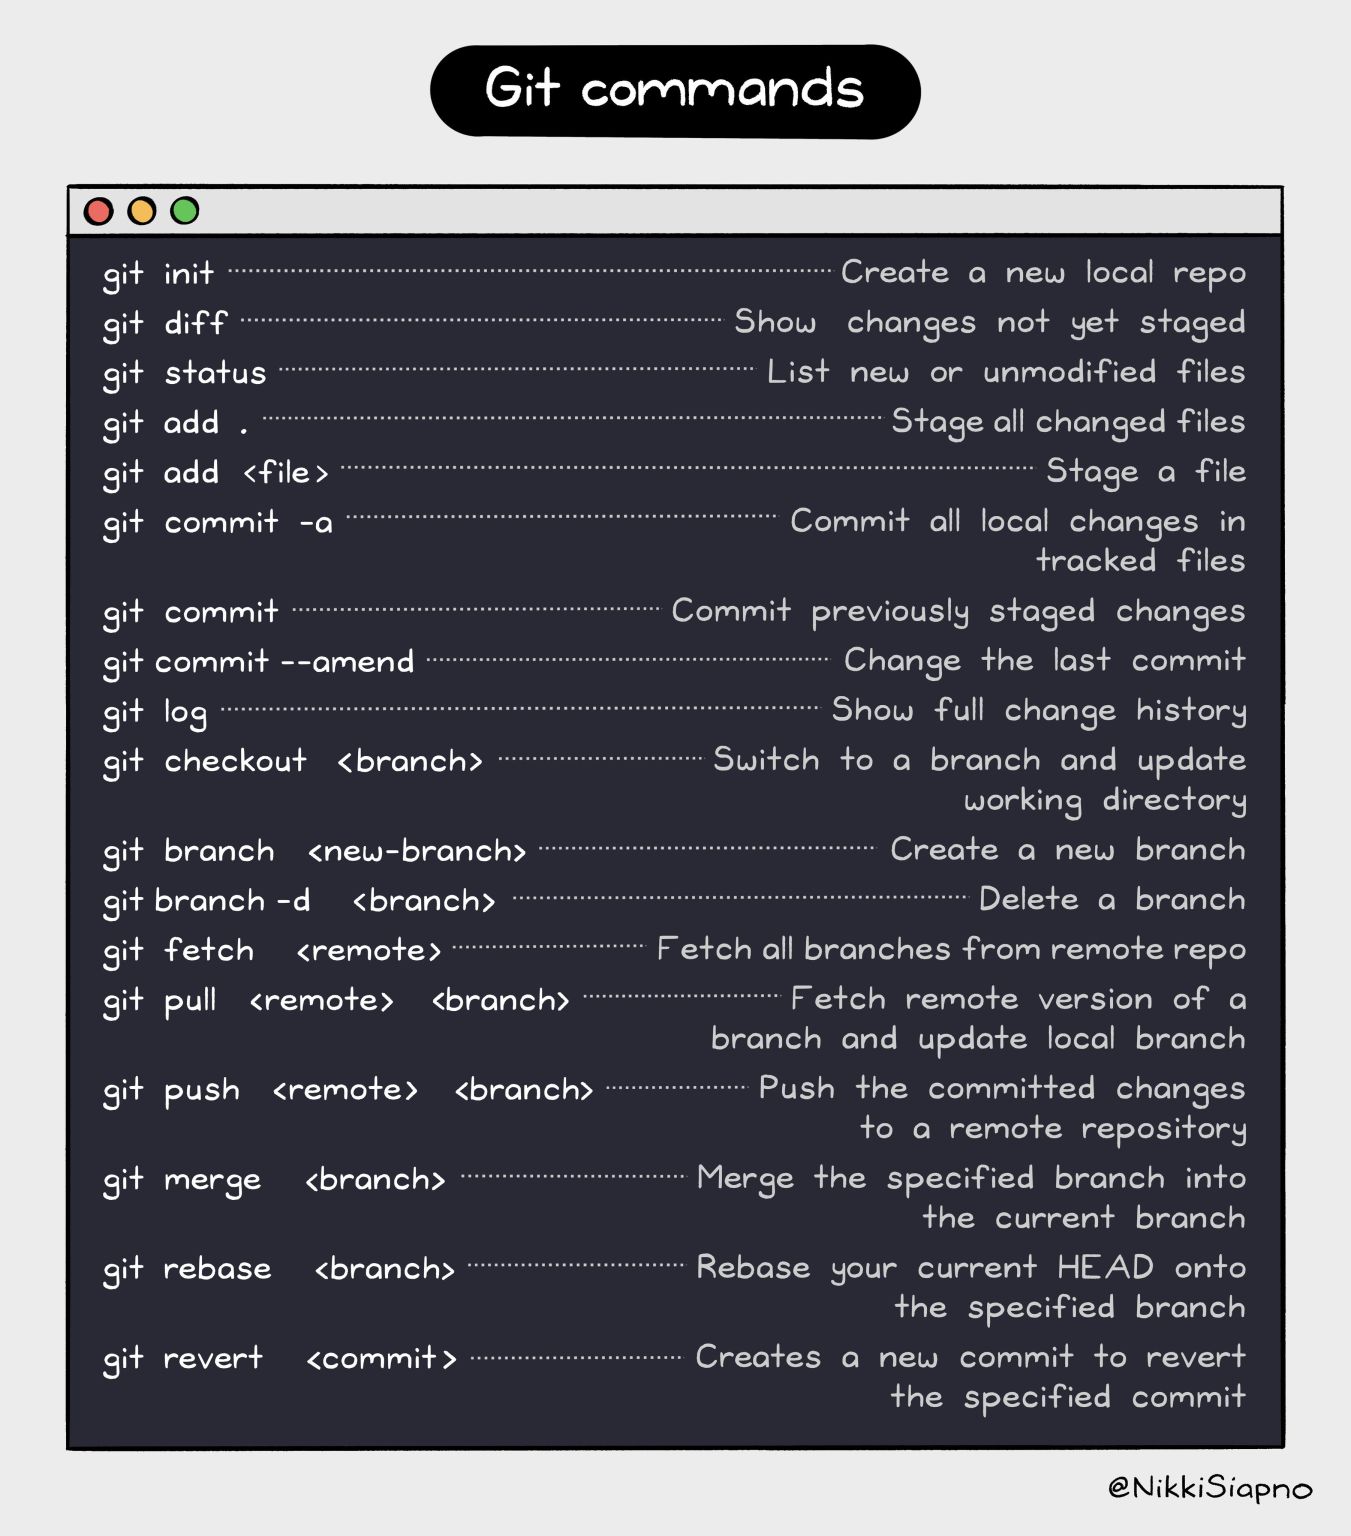 Git commands
git init Create a new local repo
git diff Show changes not yet staged
git status List new or unmodified files
git add . Stage all changed files
git add <file> Stage a file
git commit -a Commit all local changes in
tracked files
git commit Commit previously staged changes
git commit --amend Change the last commit
git log Show full change history
git checkout <branch> Switch to a branch and update
working directory
git branch <new-branch> Create a new branch
git branch -d <branch> Delete a branch
git fetch <remote> Fetch all branches from remote repo
git pull <remote> <branch> Fetch remote version of a
branch and update local branch
git push <remote> <branch> Push the committed changes
to a remote repository
git merge <branch> Merge the specified branch into
the current branch
git rebase <branch> Rebase your current HEAD onto
the specified branch
git revert <commit> Creates a new commit to revert
the specified commit
@NikkiSiapno